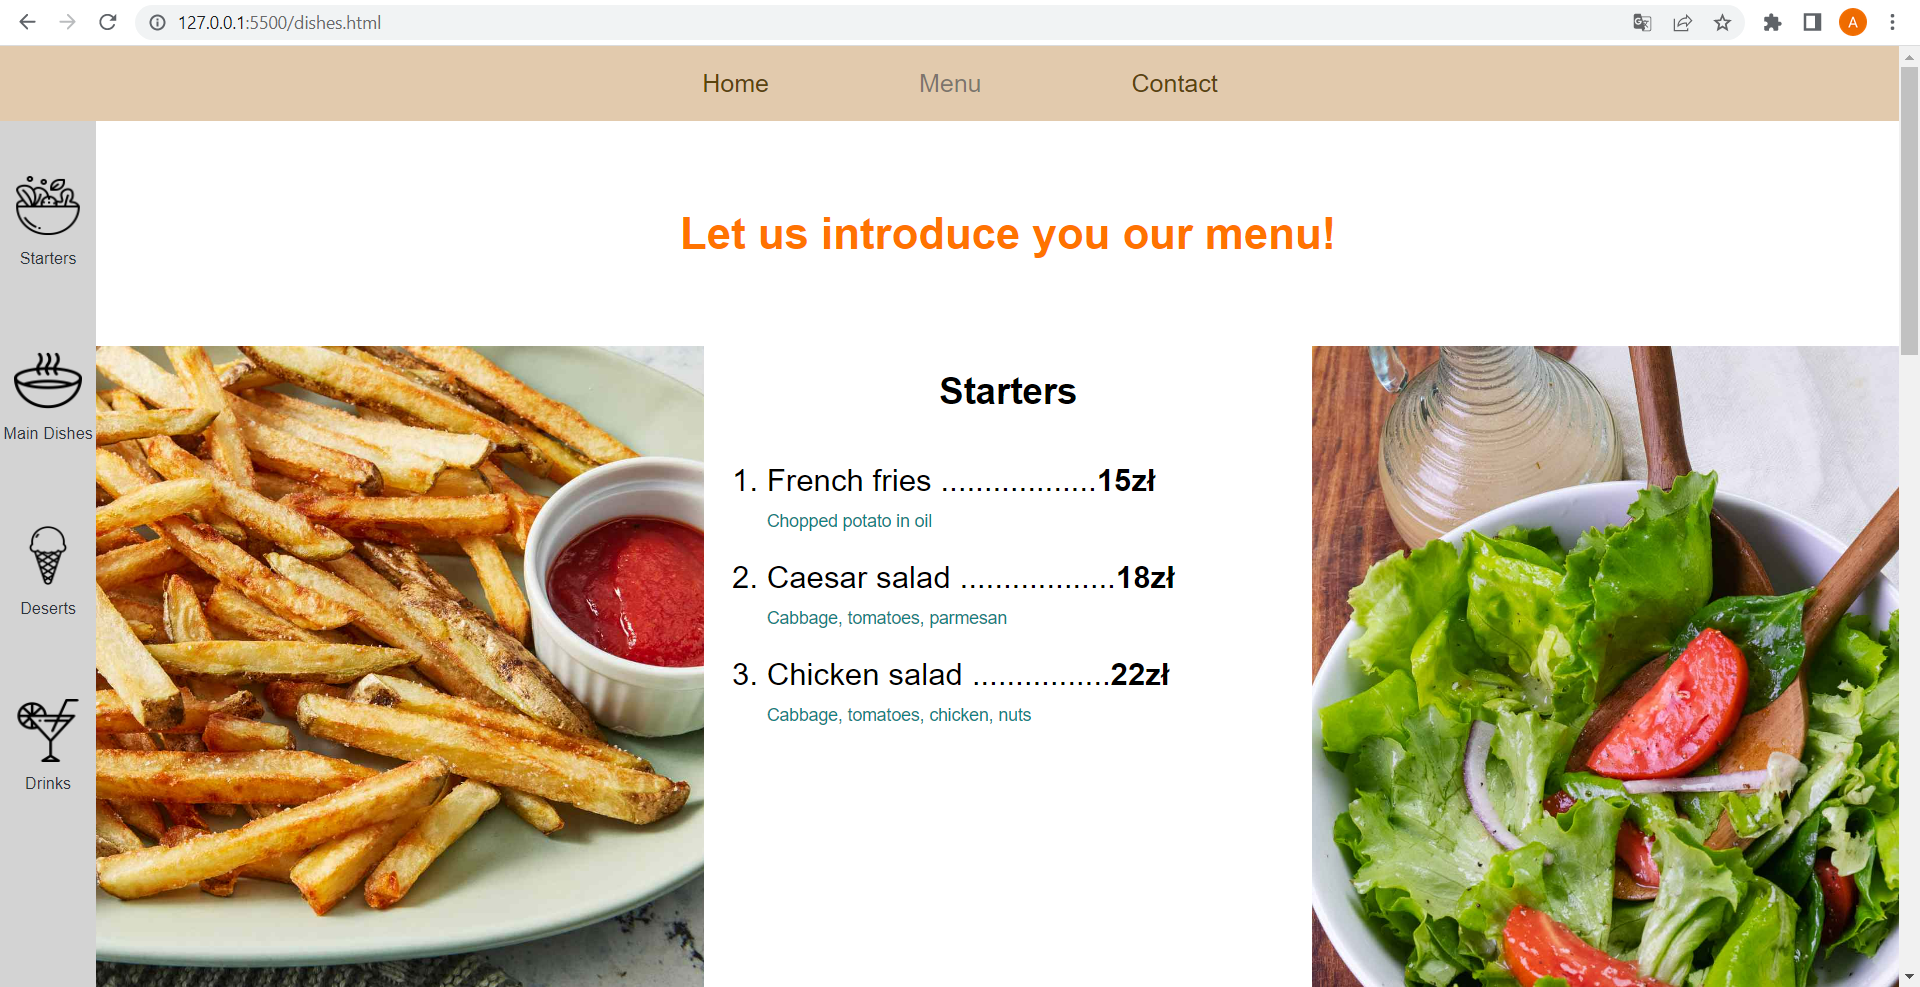 127.0.0.1:5500/dishes.html
A
Home Menu Contact
Let us introduce you our menu!
Starters
Main Dishes
Deserts
Drinks
Starters
1. French fries ..................15zł
Chopped potato in oil
2. Caesar salad ..................18zł
Cabbage, tomatoes, parmesan
3. Chicken salad ................22zł
Cabbage, tomatoes, chicken, nuts